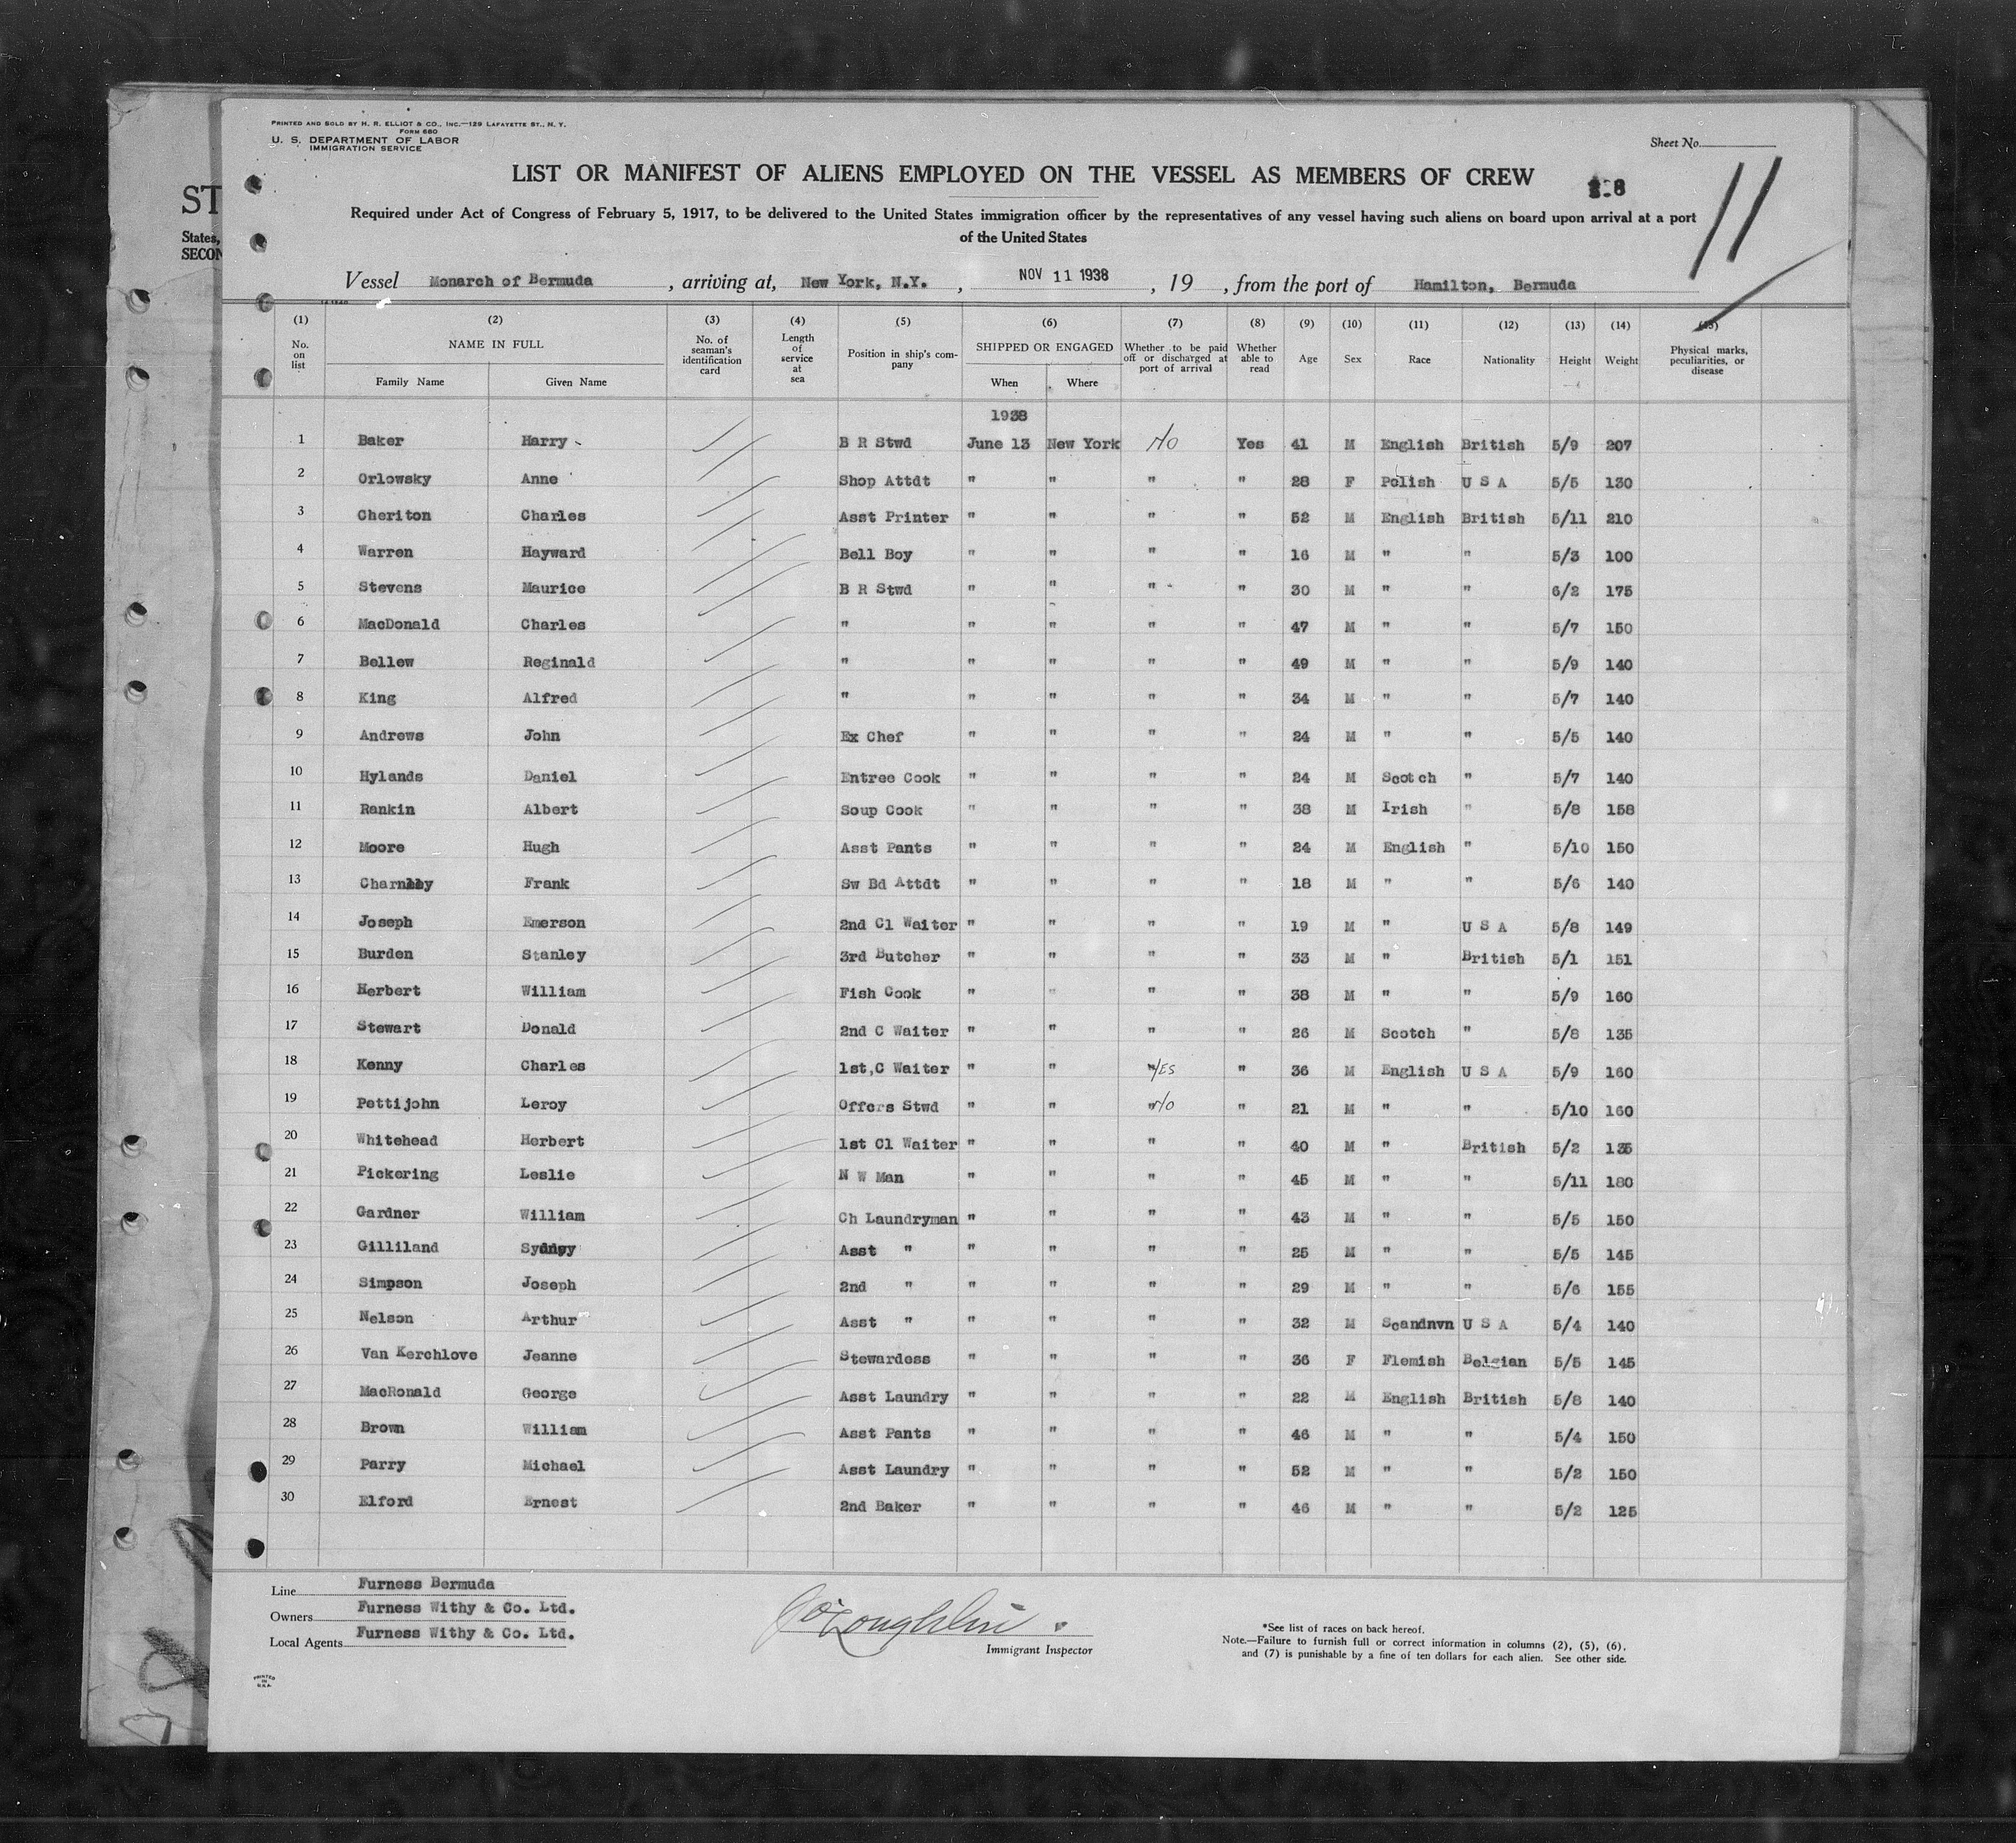 PRINTED AND SOLD BY H. R. ELLIOT & CO., INC.—129 LAFAYETTE ST., N. Y.
FORM 680
U. S. DEPARTMENT OF LABOR
IMMIGRATION SERVICE
Sheet No.
LIST OR MANIFEST OF ALIENS EMPLOYED ON THE VESSEL AS MEMBERS OF CREW
11
Required under Act of Congress of February 5, 1917, to be delivered to the United States immigration officer by the representatives of any vessel having such aliens on board upon arrival at a port
of the United States
ST
States,
SECON
Vessel Monarch of Bermuda , arriving at, New York, N.Y. , NOV 11 1938 , 19 , from the port of Hamilton, Bermuda
(1) (2) (3) (4) (5) (6) (7) (8) (9) (10) (11) (12) (13) (14) (15)
No. on list NAME IN FULL Family Name Given Name No. of seaman's identification card Length of service at sea Position in ship's company SHIPPED OR ENGAGED When Where Whether to be paid off or discharged at port of arrival Whether able to read Age Sex Race Nationality Height Weight Physical marks, peculiarities, or disease
1938
1 Baker Harry B R Stwd June 13 New York NO Yes 41 M English British 5/9 207
2 Orlowsky Anne Shop Attdt " " " " 28 F Polish U S A 5/5 130
3 Cheriton Charles Asst Printer " " " " 52 M English British 5/11 210
4 Warren Hayward Bell Boy " " " " 16 M " " 5/3 100
5 Stevens Maurice B R Stwd " " " " 30 M " " 6/2 175
6 MacDonald Charles " " " " " 47 M " " 5/7 150
7 Bellew Reginald " " " " " 49 M " " 5/9 140
8 King Alfred " " " " " 34 M " " 5/7 140
9 Andrews John Ex Chef " " " " 24 M " " 5/5 140
10 Hylands Daniel Entree Cook " " " " 24 M Scotch " 5/7 140
11 Rankin Albert Soup Cook " " " " 38 M Irish " 5/8 158
12 Moore Hugh Asst Pants " " " " 24 M English " 5/10 150
13 Frank Sw Bd Attdt " " " " 18 M " " 5/6 140
14 Joseph Emerson 2nd Cl Waiter " " " " 19 M " U S A 5/8 149
15 Burden Stanley 3rd Butcher " " " " 33 M " British 5/1 151
16 Herbert William Fish Cook " " " " 38 M " " 5/9 160
17 Stewart Donald 2nd C Waiter " " " " 26 M Scotch " 5/8 135
18 Kenny Charles 1st,C Waiter " " YES " 36 M English U S A 5/9 160
19 Pettijohn Leroy Offcrs Stwd " " NO " 21 M " " 5/10 160
20 Whitehead Herbert 1st Cl Waiter " " " " 40 M " British 5/2 135
21 Pickering Leslie N W Man " " " " 45 M " " 5/11 180
22 Gardner William Ch Laundryman " " " " 43 M " " 5/5 150
23 Gilliland Sydney Asst " " " " " 25 M " " 5/5 145
24 Simpson Joseph 2nd " " " " " 29 M " " 5/6 155
25 Nelson Arthur Asst " " " " " 32 M Scandnvn U S A 5/4 140
26 Van Kerchlove Jeanne Stewardess " " " " 36 F Flemish Belgian 5/5 145
27 MacRonald George Asst Laundry " " " " 22 M English British 5/8 140
28 Brown William Asst Pants " " " " 46 M " " 5/4 150
29 Parry Michael Asst Laundry " " " " 52 M " " 5/2 150
30 Elford Ernest 2nd Baker " " " " 46 M " " 5/2 125
Line Furness Bermuda
Owners Furness Withy & Co. Ltd.
Local Agents Furness Withy & Co. Ltd.
Immigrant Inspector
*See list of races on back hereof.
Note.—Failure to furnish full or correct information in columns (2), (5), (6),
and (7) is punishable by a fine of ten dollars for each alien. See other side.
PRINTED
IN
U.S.A.